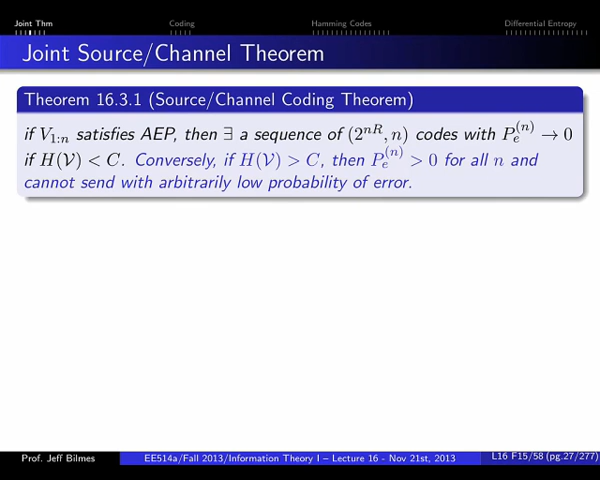 Joint Thm Coding Hamming Codes Differential Entropy
Joint Source/Channel Theorem
Theorem 16.3.1 (Source/Channel Coding Theorem)
if V_{1:n} satisfies AEP, then ∃ a sequence of (2^{nR}, n) codes with P_e^{(n)} → 0
if H(𝒱) < C. Conversely, if H(𝒱) > C, then P_e^{(n)} > 0 for all n and
cannot send with arbitrarily low probability of error.
Prof. Jeff Bilmes EE514a/Fall 2013/Information Theory I – Lecture 16 - Nov 21st, 2013 L16 F15/58 (pg.27/277)